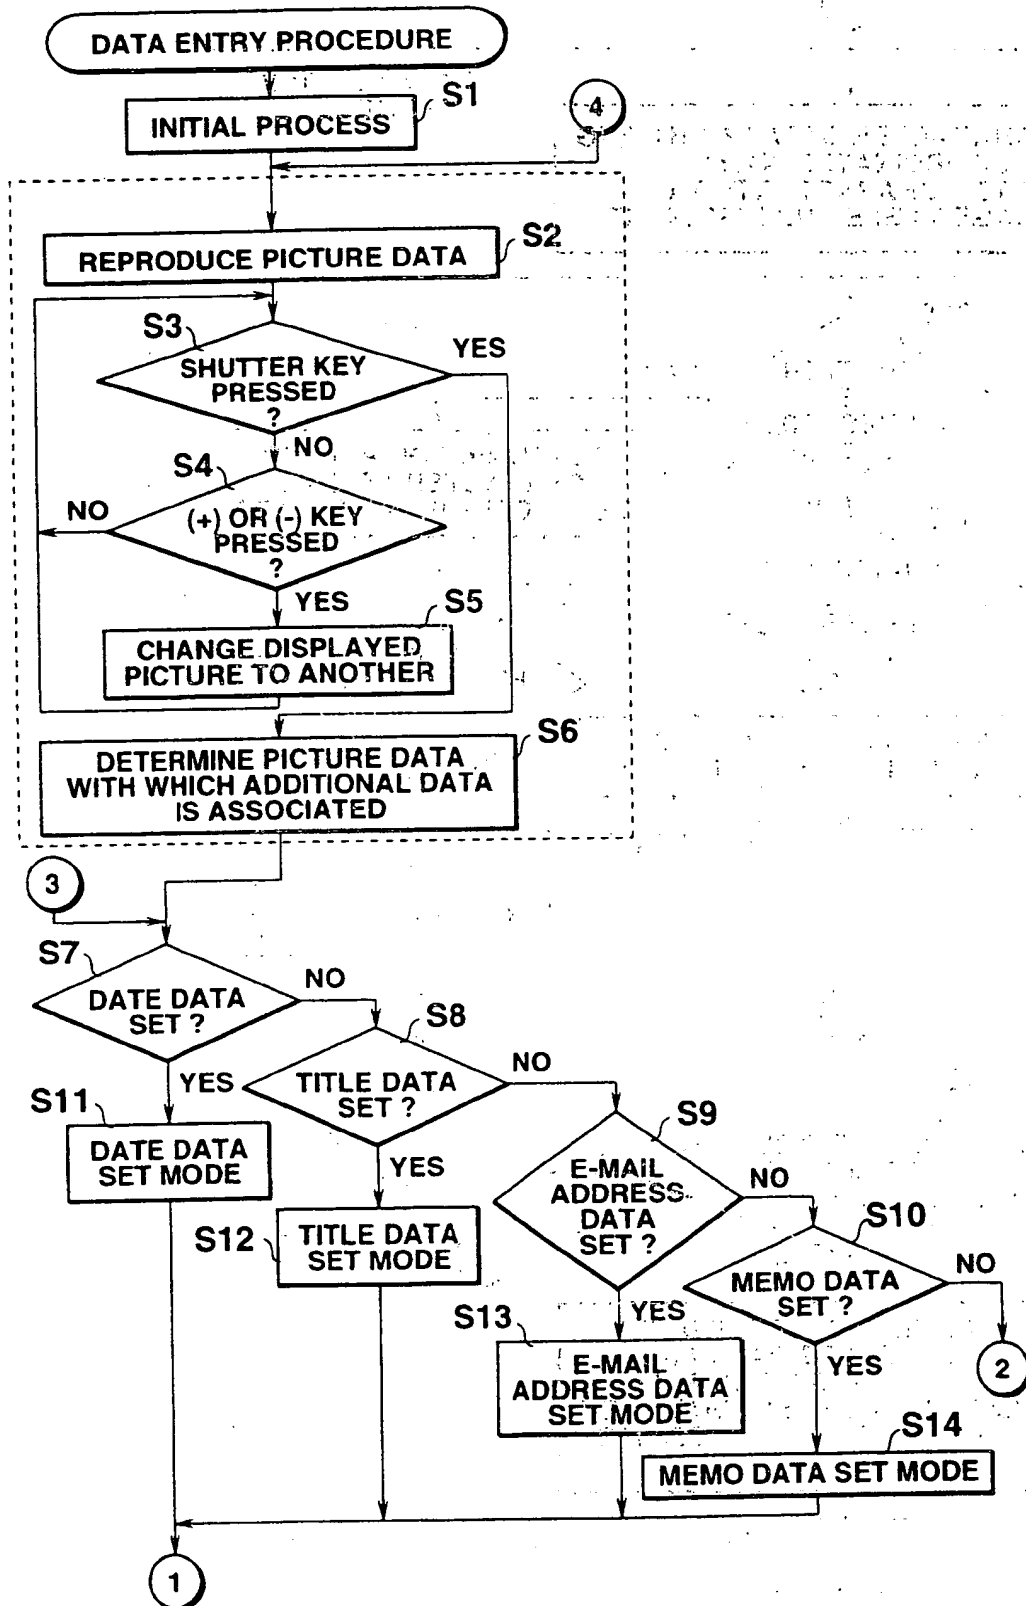 DATA ENTRY PROCEDURE
S1
INITIAL PROCESS
4
S2
REPRODUCE PICTURE DATA
S3
YES
SHUTTER KEY
PRESSED
?
NO
S4
NO
(+) OR (-) KEY
PRESSED
?
YES
S5
CHANGE DISPLAYED
PICTURE TO ANOTHER
S6
DETERMINE PICTURE DATA
WITH WHICH ADDITIONAL DATA
IS ASSOCIATED
3
S7
NO
DATE DATA
SET ?
S8
NO
YES
TITLE DATA
SET ?
S11
S9
DATE DATA
SET MODE
YES
E-MAIL
ADDRESS
DATA
SET ?
NO
S10
S12
TITLE DATA
SET MODE
NO
MEMO DATA
SET ?
S13
YES
E-MAIL
ADDRESS DATA
SET MODE
YES
2
S14
MEMO DATA SET MODE
1